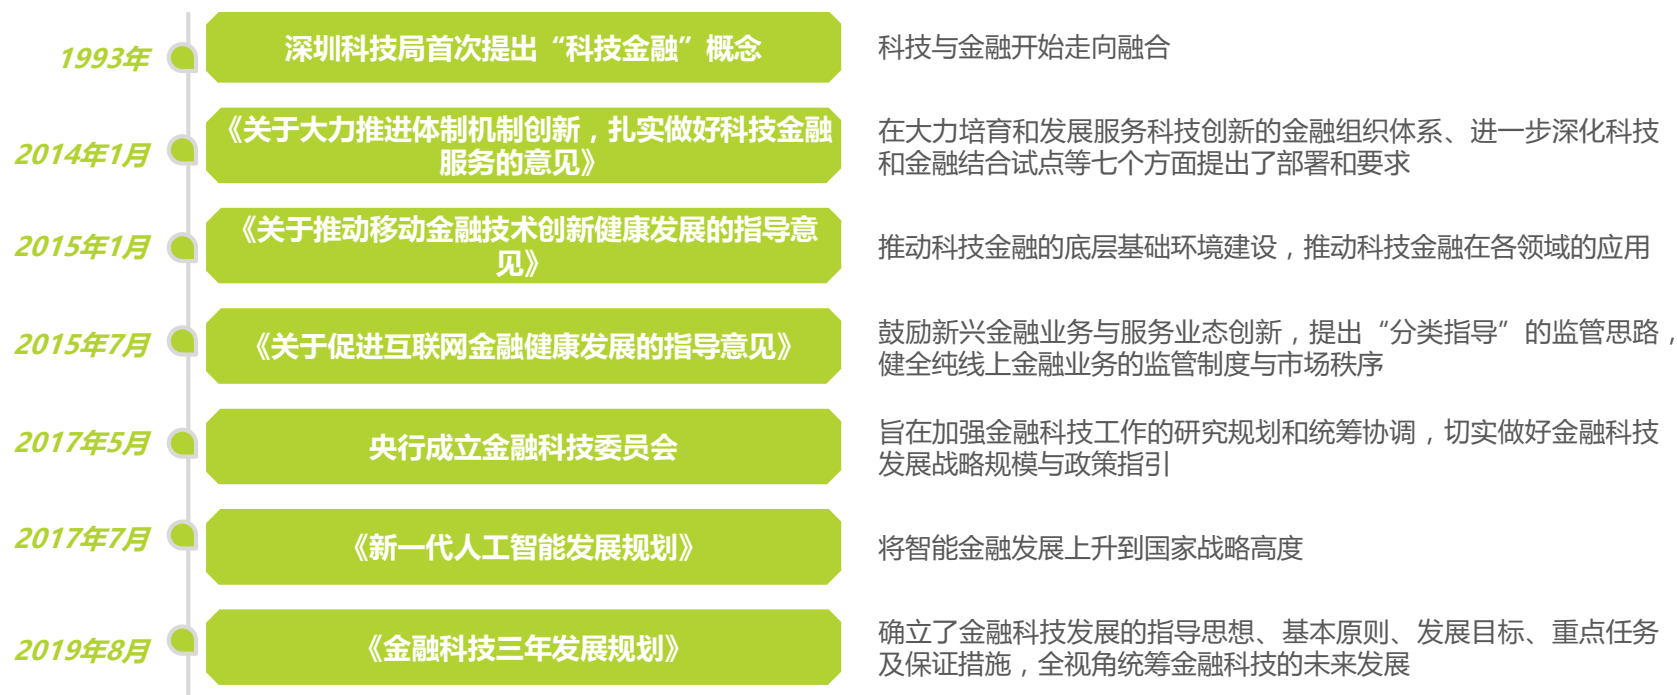 1993年
深圳科技局首次提出“科技金融”概念
科技与金融开始走向融合
2014年1月
《关于大力推进体制机制创新，扎实做好科技金融
服务的意见》
在大力培育和发展服务科技创新的金融组织体系、进一步深化科技
和金融结合试点等七个方面提出了部署和要求
2015年1月
《关于推动移动金融技术创新健康发展的指导意
见》
推动科技金融的底层基础环境建设，推动科技金融在各领域的应用
2015年7月
《关于促进互联网金融健康发展的指导意见》
鼓励新兴金融业务与服务业态创新，提出“分类指导”的监管思路，
健全纯线上金融业务的监管制度与市场秩序
2017年5月
央行成立金融科技委员会
旨在加强金融科技工作的研究规划和统筹协调，切实做好金融科技
发展战略规模与政策指引
2017年7月
《新一代人工智能发展规划》
将智能金融发展上升到国家战略高度
2019年8月
《金融科技三年发展规划》
确立了金融科技发展的指导思想、基本原则、发展目标、重点任务
及保证措施，全视角统筹金融科技的未来发展